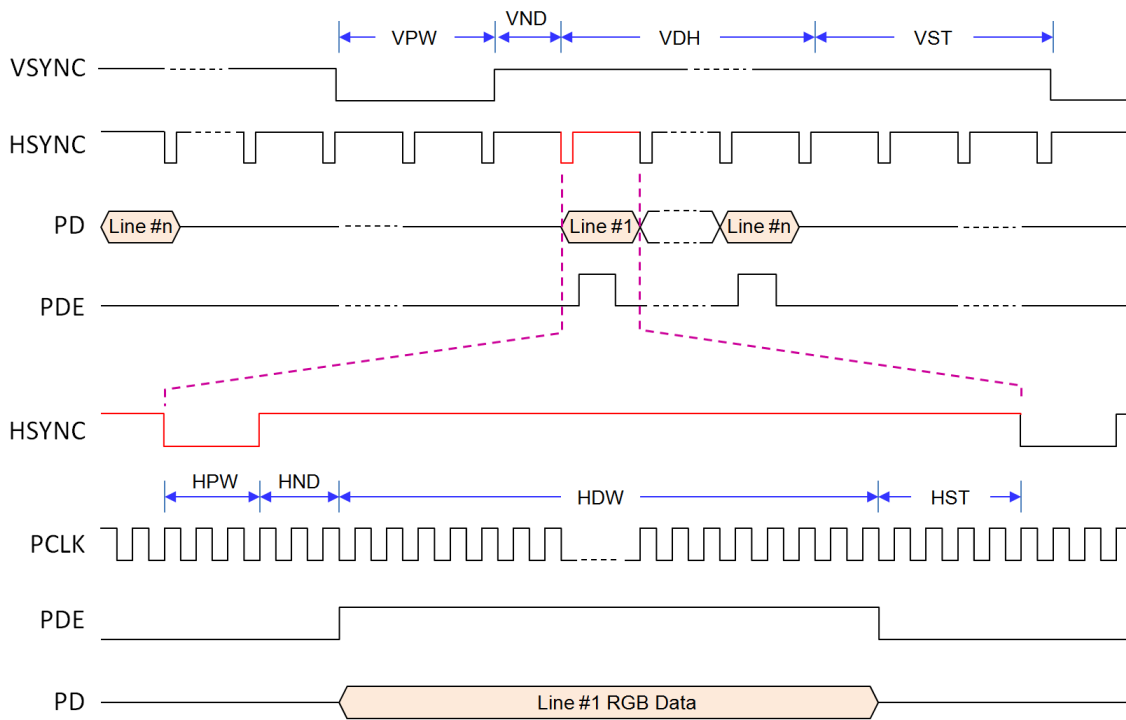 VND
VPW VDH VST
VSYNC
HSYNC
PD Line #n Line #1 Line #n
PDE
HSYNC
HPW HND HDW HST
PCLK
PDE
PD Line #1 RGB Data